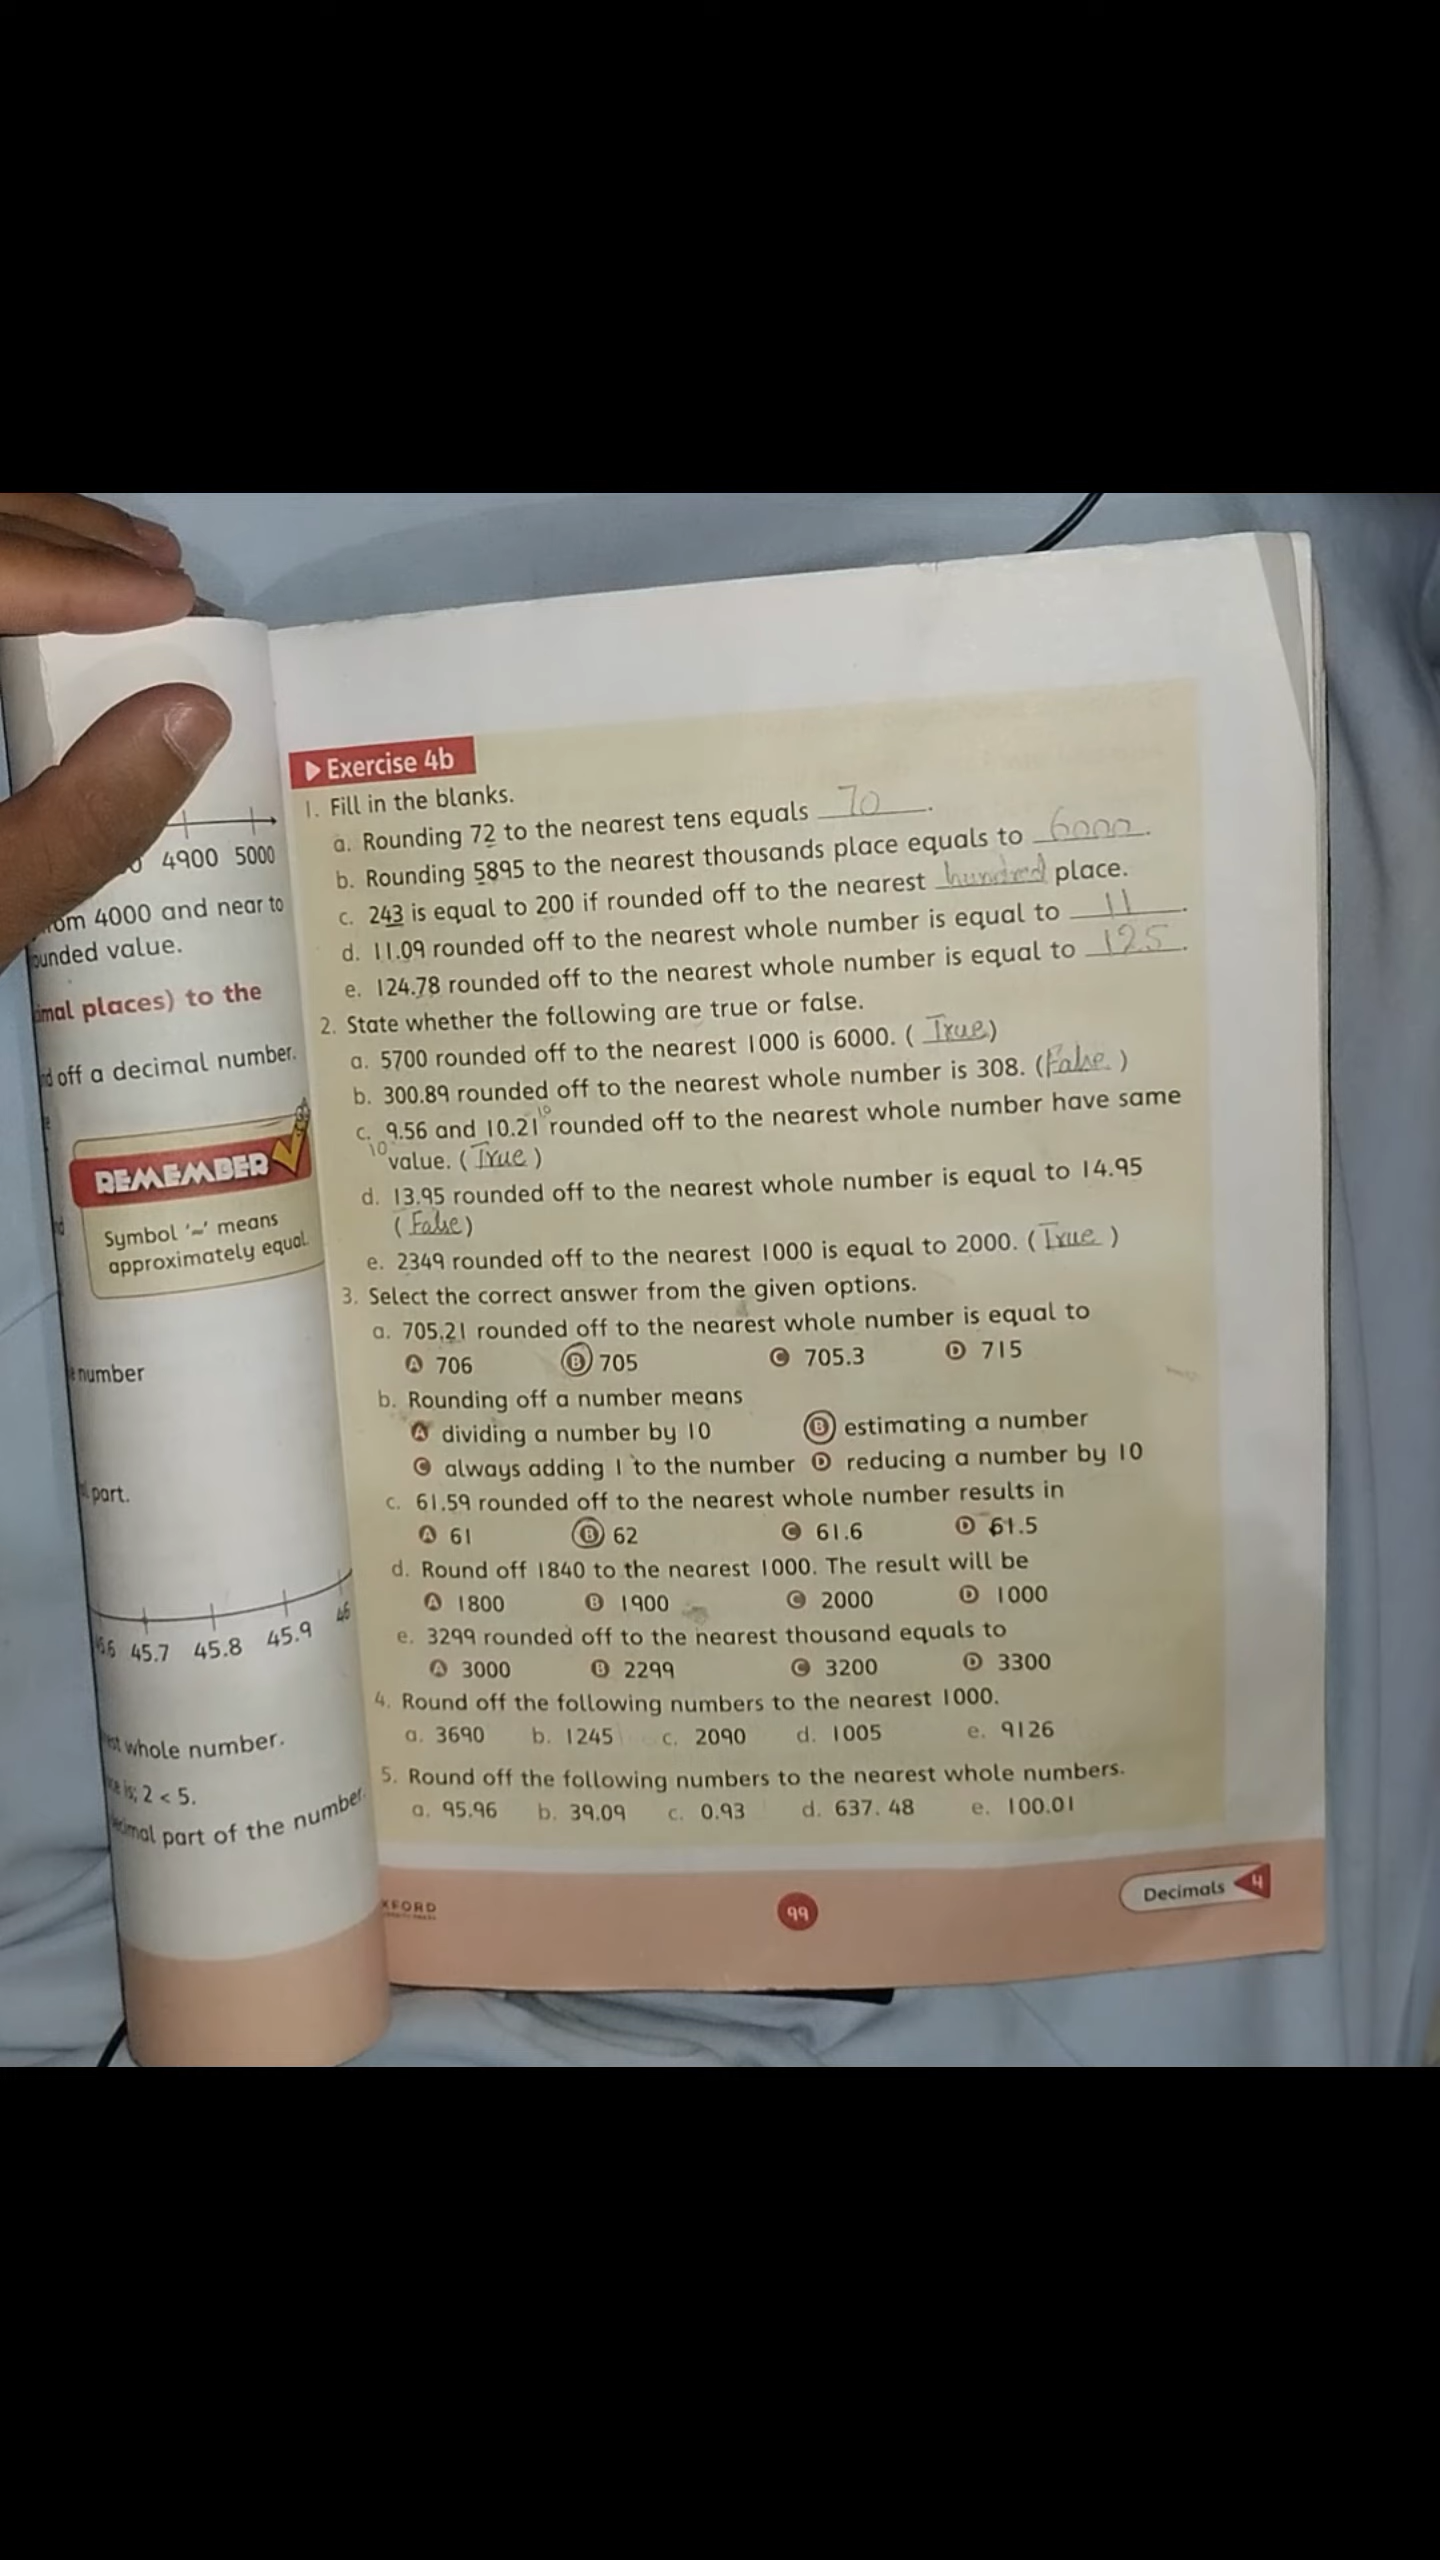 4900 5000
om 4000 and near to
ounded value.
imal places) to the
off a decimal number.
REMEMBER
Symbol '~' means
approximately equal.
number
part.
45.7 45.8 45.9 46
whole number.
is; 2 < 5.
part of the number.
Exercise 4b
1. Fill in the blanks.
a. Rounding 72 to the nearest tens equals 70.
b. Rounding 5895 to the nearest thousands place equals to 6000.
c. 243 is equal to 200 if rounded off to the nearest hundred place.
d. 11.09 rounded off to the nearest whole number is equal to 11.
e. 124.78 rounded off to the nearest whole number is equal to 125.
2. State whether the following are true or false.
a. 5700 rounded off to the nearest 1000 is 6000. (True)
b. 300.89 rounded off to the nearest whole number is 308. (False)
10
c. 9.56 and 10.21 rounded off to the nearest whole number have same
10 value. (True)
d. 13.95 rounded off to the nearest whole number is equal to 14.95
(False)
e. 2349 rounded off to the nearest 1000 is equal to 2000. (True)
3. Select the correct answer from the given options.
a. 705.21 rounded off to the nearest whole number is equal to
A 706 B 705 C 705.3 D 715
b. Rounding off a number means
A dividing a number by 10 B estimating a number
C always adding 1 to the number D reducing a number by 10
c. 61.59 rounded off to the nearest whole number results in
A 61 B 62 C 61.6 D 61.5
d. Round off 1840 to the nearest 1000. The result will be
A 1800 B 1900 C 2000 D 1000
e. 3299 rounded off to the nearest thousand equals to
A 3000 B 2299 C 3200 D 3300
4. Round off the following numbers to the nearest 1000.
a. 3690 b. 1245 c. 2090 d. 1005 e. 9126
5. Round off the following numbers to the nearest whole numbers.
a. 95.96 b. 39.09 c. 0.93 d. 637. 48 e. 100.01
XFORD
99
Decimals 4